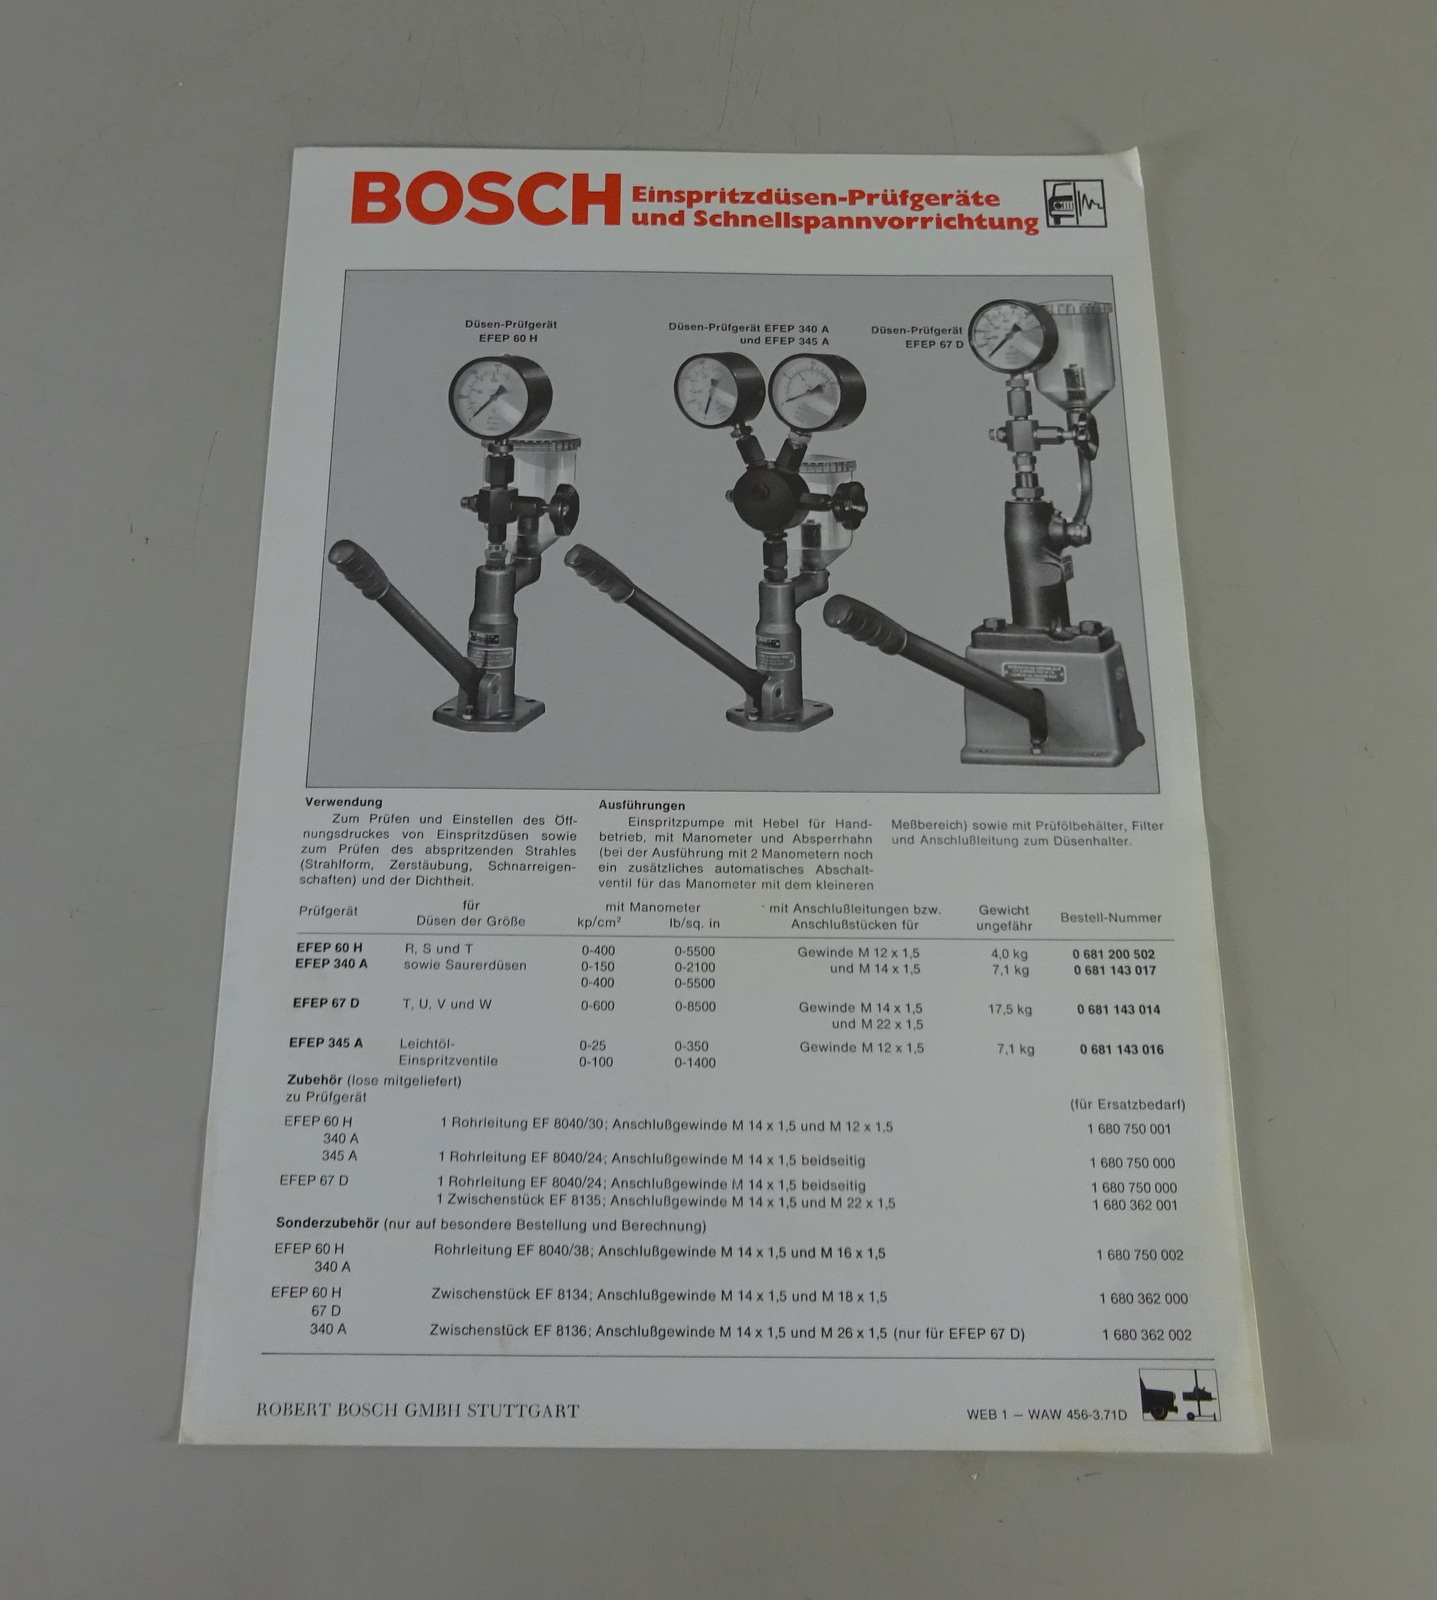 BOSCH Einspritzdüsen-Prüfgeräte
und Schnellspannvorrichtung
Düsen-Prüfgerät
EFEP 60 H
Düsen-Prüfgerät EFEP 340 A
und EFEP 345 A
Düsen-Prüfgerät
EFEP 67 D
Verwendung
Zum Prüfen und Einstellen des Öff-
nungsdruckes von Einspritzdüsen sowie
zum Prüfen des abspritzenden Strahles
(Strahlform, Zerstäubung, Schnarreigen-
schaften) und der Dichtheit.
Ausführungen
Einspritzpumpe mit Hebel für Hand-
betrieb, mit Manometer und Absperrhahn
(bei der Ausführung mit 2 Manometern noch
ein zusätzliches automatisches Abschalt-
ventil für das Manometer mit dem kleineren
Meßbereich) sowie mit Prüfölbehälter, Filter
und Anschlußleitung zum Düsenhalter.
Prüfgerät für mit Manometer mit Anschlußleitungen bzw. Gewicht Bestell-Nummer
Düsen der Größe kp/cm² lb/sq. in Anschlußstücken für ungefähr
EFEP 60 H R, S und T 0-400 0-5500 Gewinde M 12 x 1,5 4,0 kg 0 681 200 502
EFEP 340 A sowie Saurerdüsen 0-150 0-2100 und M 14 x 1,5 7,1 kg 0 681 143 017
0-400 0-5500
EFEP 67 D T, U, V und W 0-600 0-8500 Gewinde M 14 x 1,5 17,5 kg 0 681 143 014
und M 22 x 1,5
EFEP 345 A Leichtöl- 0-25 0-350 Gewinde M 12 x 1,5 7,1 kg 0 681 143 016
Einspritzventile 0-100 0-1400
Zubehör (lose mitgeliefert)
zu Prüfgerät (für Ersatzbedarf)
EFEP 60 H 1 Rohrleitung EF 8040/30; Anschlußgewinde M 14 x 1,5 und M 12 x 1,5 1 680 750 001
340 A
345 A 1 Rohrleitung EF 8040/24; Anschlußgewinde M 14 x 1,5 beidseitig 1 680 750 000
EFEP 67 D 1 Rohrleitung EF 8040/24; Anschlußgewinde M 14 x 1,5 beidseitig 1 680 750 000
1 Zwischenstück EF 8135; Anschlußgewinde M 14 x 1,5 und M 22 x 1,5 1 680 362 001
Sonderzubehör (nur auf besondere Bestellung und Berechnung)
EFEP 60 H Rohrleitung EF 8040/38; Anschlußgewinde M 14 x 1,5 und M 16 x 1,5 1 680 750 002
340 A
EFEP 60 H Zwischenstück EF 8134; Anschlußgewinde M 14 x 1,5 und M 18 x 1,5 1 680 362 000
67 D
340 A Zwischenstück EF 8136; Anschlußgewinde M 14 x 1,5 und M 26 x 1,5 (nur für EFEP 67 D) 1 680 362 002
ROBERT BOSCH GMBH STUTTGART
WEB 1 – WAW 456-3.71D